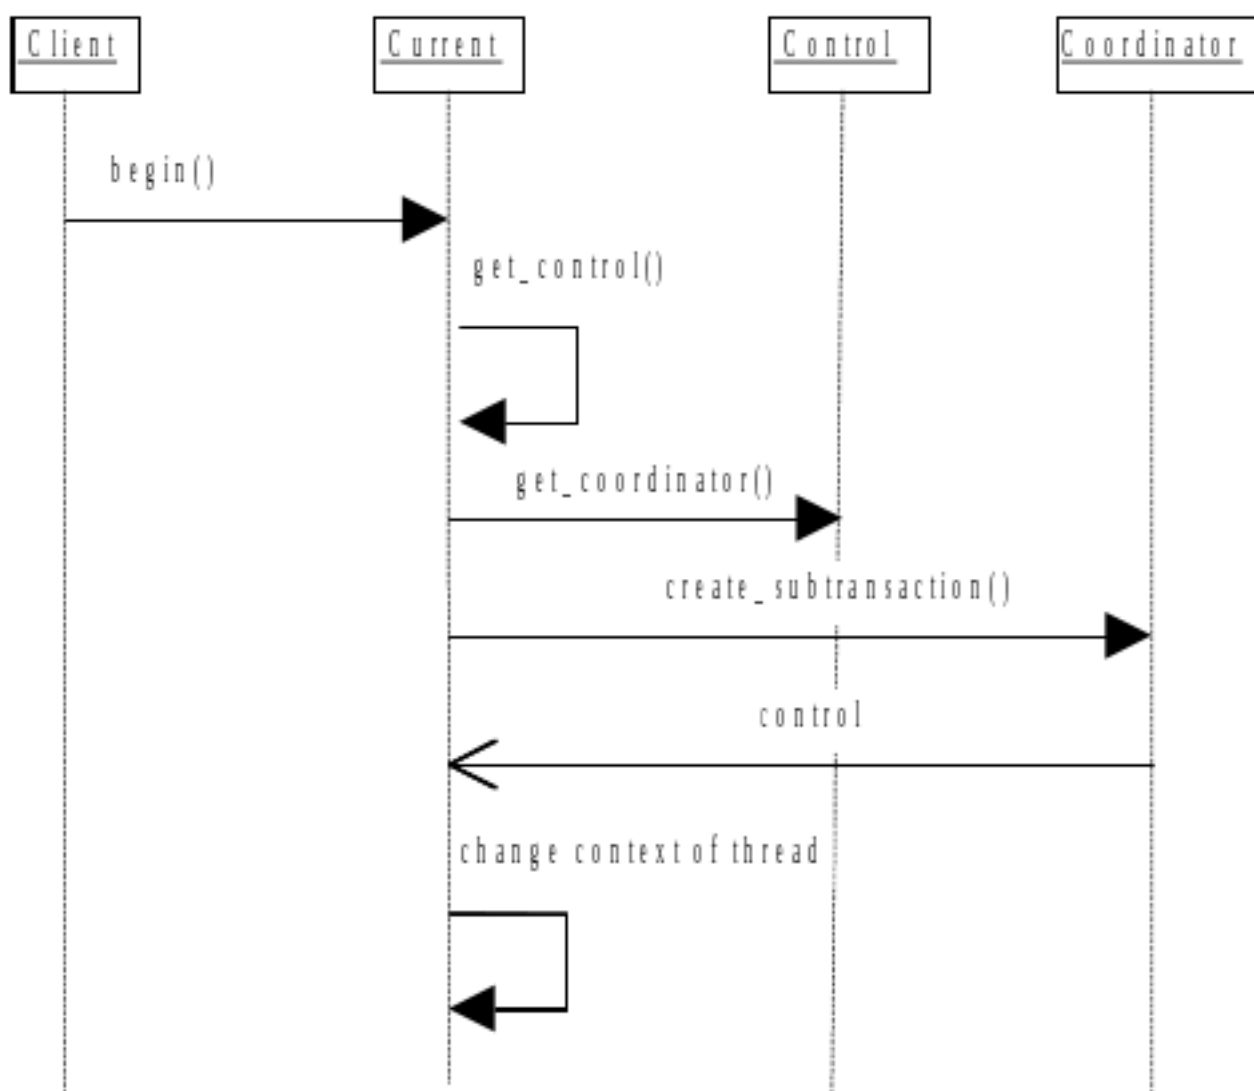 Client
Current
Control
Coordinator
begin()
get_control()
get_coordinator()
create_subtransaction()
control
change context of thread